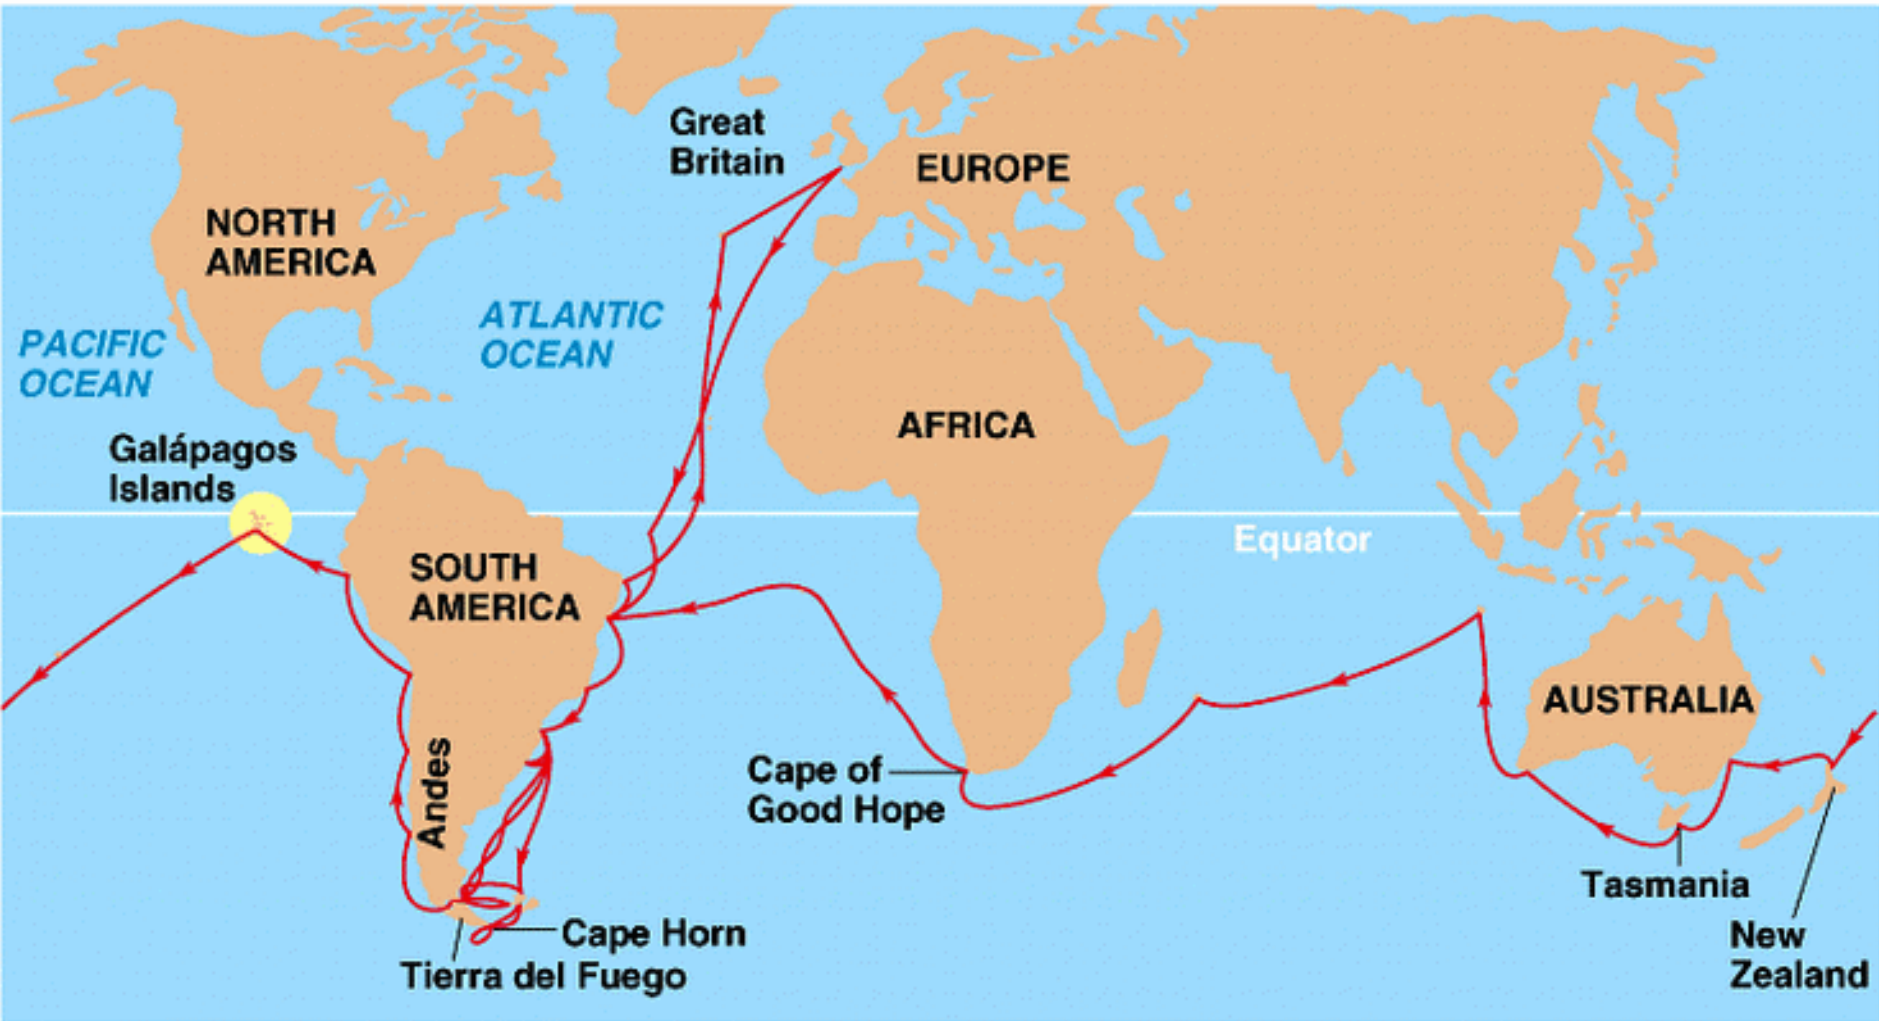 Great
Britain
EUROPE
NORTH
AMERICA
ATLANTIC
OCEAN
PACIFIC
OCEAN
AFRICA
Galápagos
Islands
Equator
SOUTH
AMERICA
AUSTRALIA
Andes
Cape of
Good Hope
Tasmania
Cape Horn
New
Zealand
Tierra del Fuego